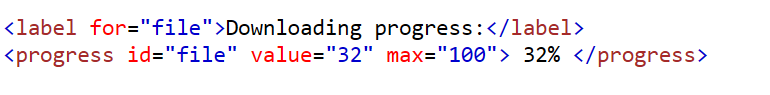 <label for="file">Downloading progress:</label>
<progress id="file" value="32" max="100"> 32% </progress>